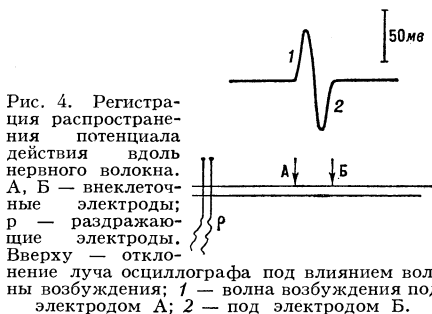 1
2
50мв
Рис. 4. Регистра-
ция распростране-
ния потенциала
действия вдоль
нервного волокна.
А, Б — внеклеточ-
ные электроды;
р — раздражаю-
щие электроды.
Вверху — откло-
А Б
р
нение луча осциллографа под влиянием вол-
ны возбуждения; 1 — волна возбуждения под
электродом А; 2 — под электродом Б.